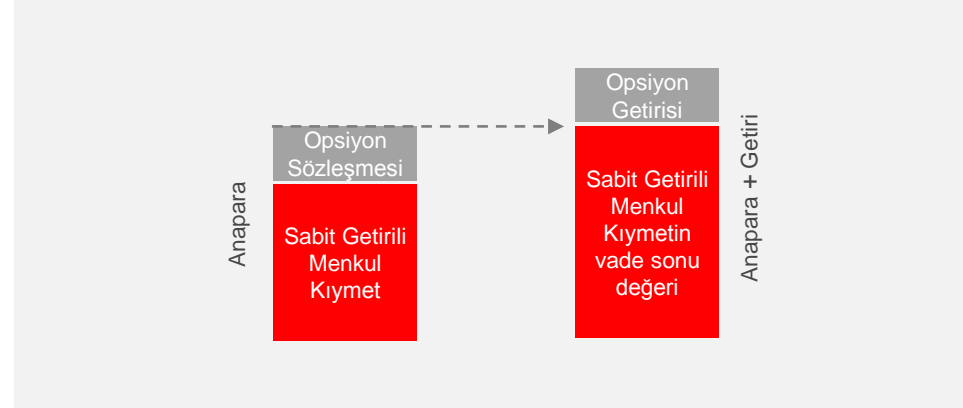 Anapara
Opsiyon
Sözleşmesi
Sabit Getirili
Menkul
Kıymet
Opsiyon
Getirisi
Sabit Getirili
Menkul
Kıymetin
vade sonu
değeri
Anapara + Getiri